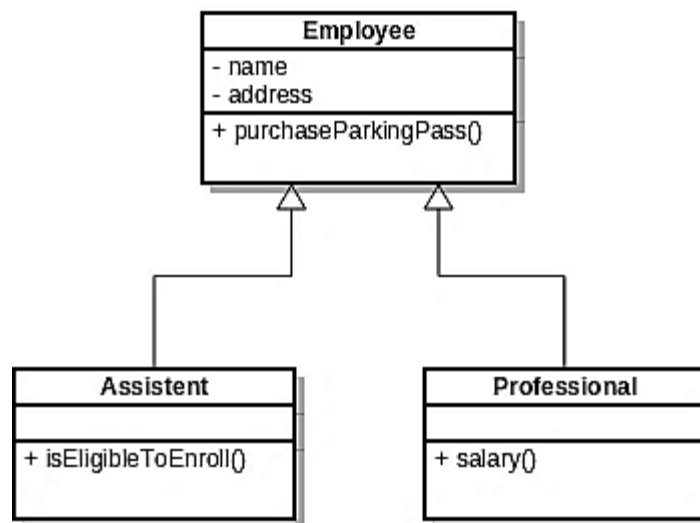 Employee
- name
- address
+ purchaseParkingPass()
Assistent
+ isEligibleToEnroll()
Professional
+ salary()